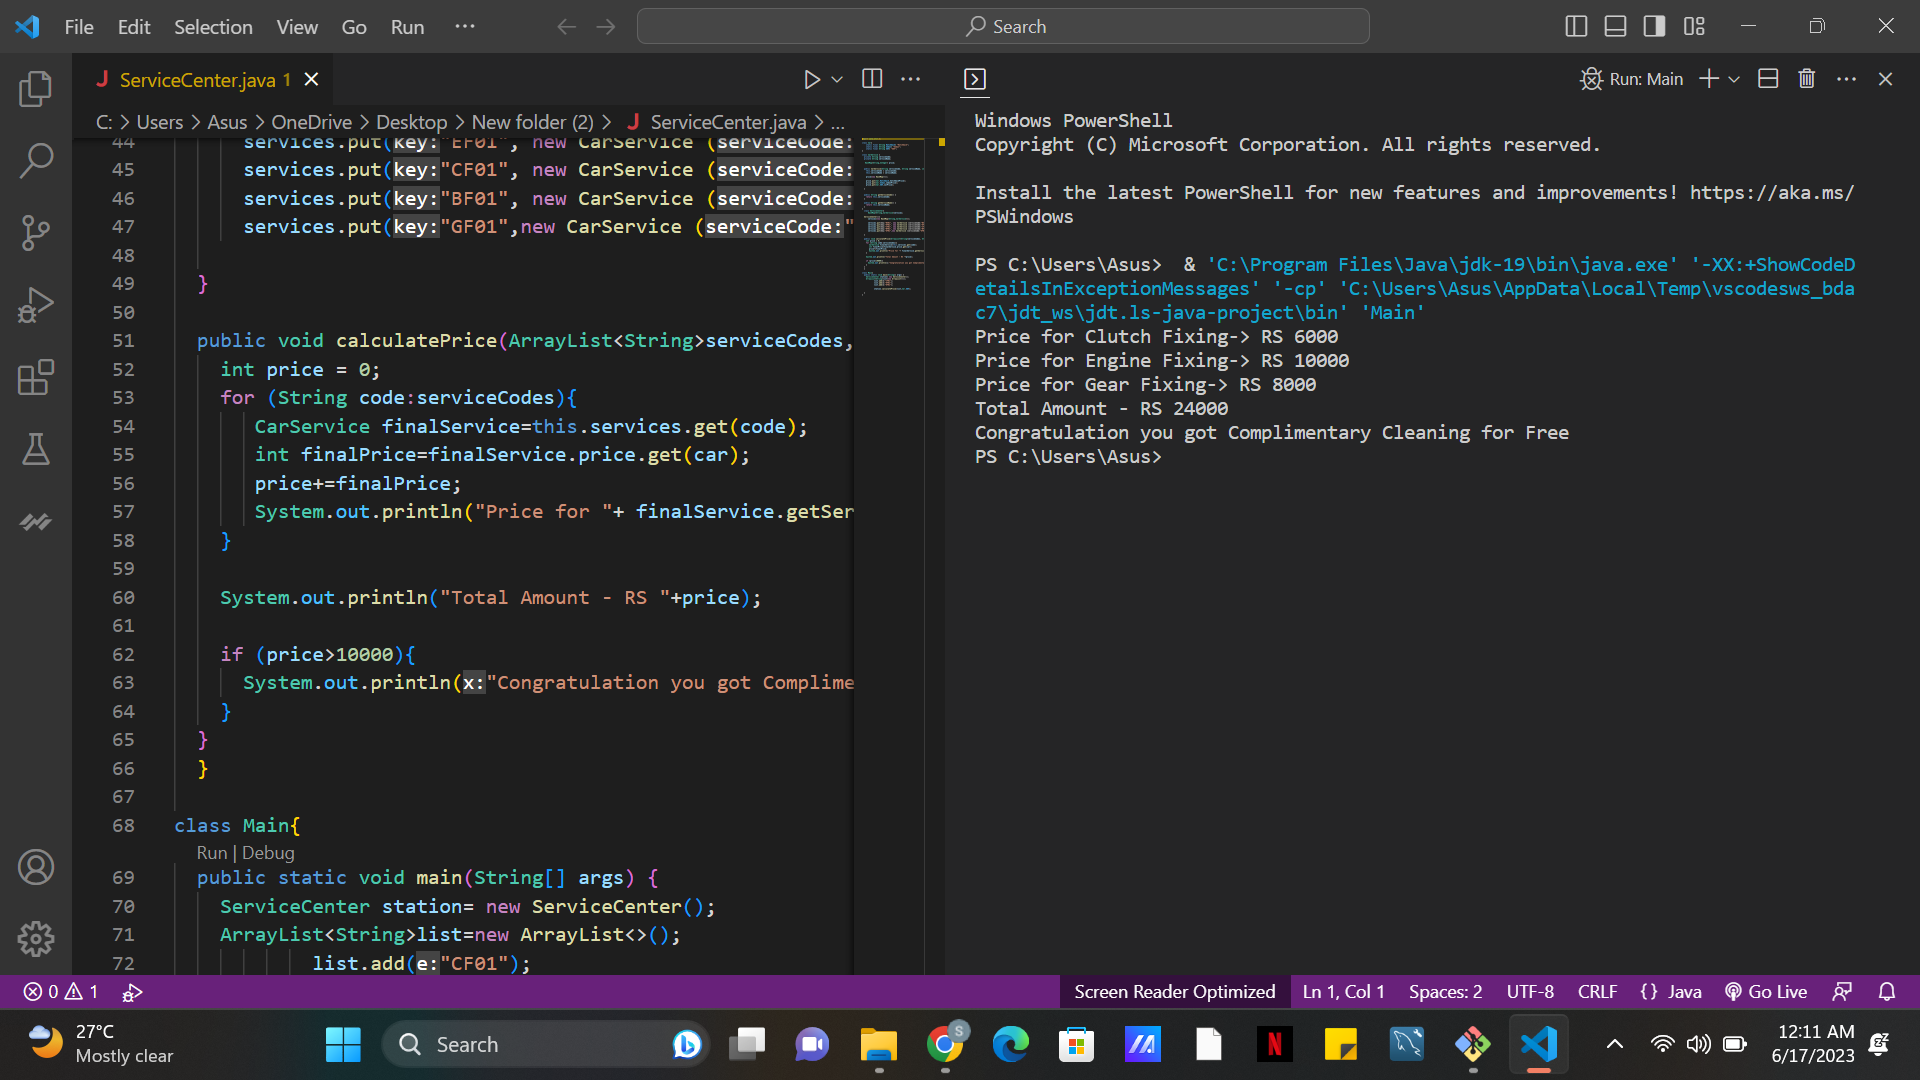 File Edit Selection View Go Run ···
Search
ServiceCenter.java 1
C: > Users > Asus > OneDrive > Desktop > New folder (2) > ServiceCenter.java > ...
44 services.put(key:"EF01", new CarService (serviceCode:
45 services.put(key:"CF01", new CarService (serviceCode:
46 services.put(key:"BF01", new CarService (serviceCode:
47 services.put(key:"GF01",new CarService (serviceCode:"
48
49 }
50
51 public void calculatePrice(ArrayList<String>serviceCodes,
52 int price = 0;
53 for (String code:serviceCodes){
54 CarService finalService=this.services.get(code);
55 int finalPrice=finalService.price.get(car);
56 price+=finalPrice;
57 System.out.println("Price for "+ finalService.getSer
58 }
59
60 System.out.println("Total Amount - RS "+price);
61
62 if (price>10000){
63 System.out.println(x:"Congratulation you got Complime
64 }
65 }
66 }
67
68 class Main{
Run | Debug
69 public static void main(String[] args) {
70 ServiceCenter station= new ServiceCenter();
71 ArrayList<String>list=new ArrayList<>();
72 list.add(e:"CF01");
Run: Main
Windows PowerShell
Copyright (C) Microsoft Corporation. All rights reserved.
Install the latest PowerShell for new features and improvements! https://aka.ms/
PSWindows
PS C:\Users\Asus>  & 'C:\Program Files\Java\jdk-19\bin\java.exe' '-XX:+ShowCodeD
etailsInExceptionMessages' '-cp' 'C:\Users\Asus\AppData\Local\Temp\vscodesws_bda
c7\jdt_ws\jdt.ls-java-project\bin' 'Main'
Price for Clutch Fixing-> RS 6000
Price for Engine Fixing-> RS 10000
Price for Gear Fixing-> RS 8000
Total Amount - RS 24000
Congratulation you got Complimentary Cleaning for Free
PS C:\Users\Asus>
0 1
Screen Reader Optimized Ln 1, Col 1 Spaces: 2 UTF-8 CRLF {} Java Go Live
27°C
Mostly clear
Search
S
N
12:11 AM
6/17/2023